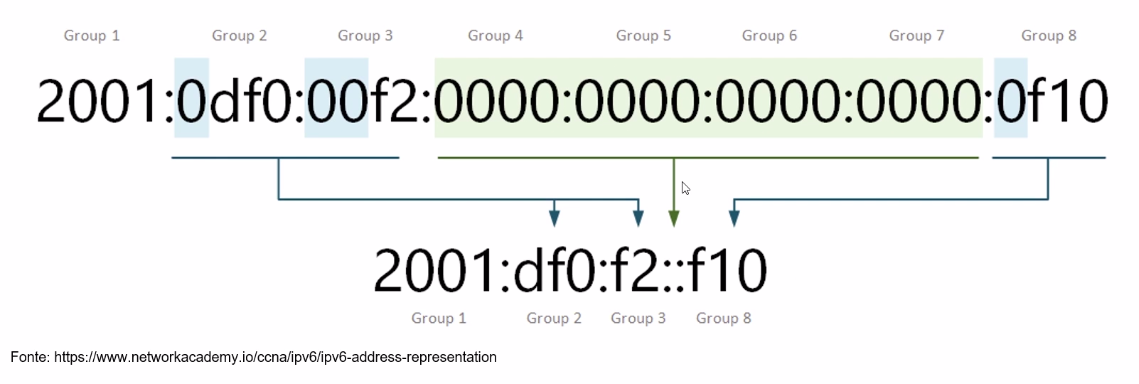 Group 1 Group 2 Group 3 Group 4 Group 5 Group 6 Group 7 Group 8
2001:0df0:00f2:0000:0000:0000:0000:0f10
2001:df0:f2::f10
Group 1 Group 2 Group 3 Group 8
Fonte: https://www.networkacademy.io/ccna/ipv6/ipv6-address-representation